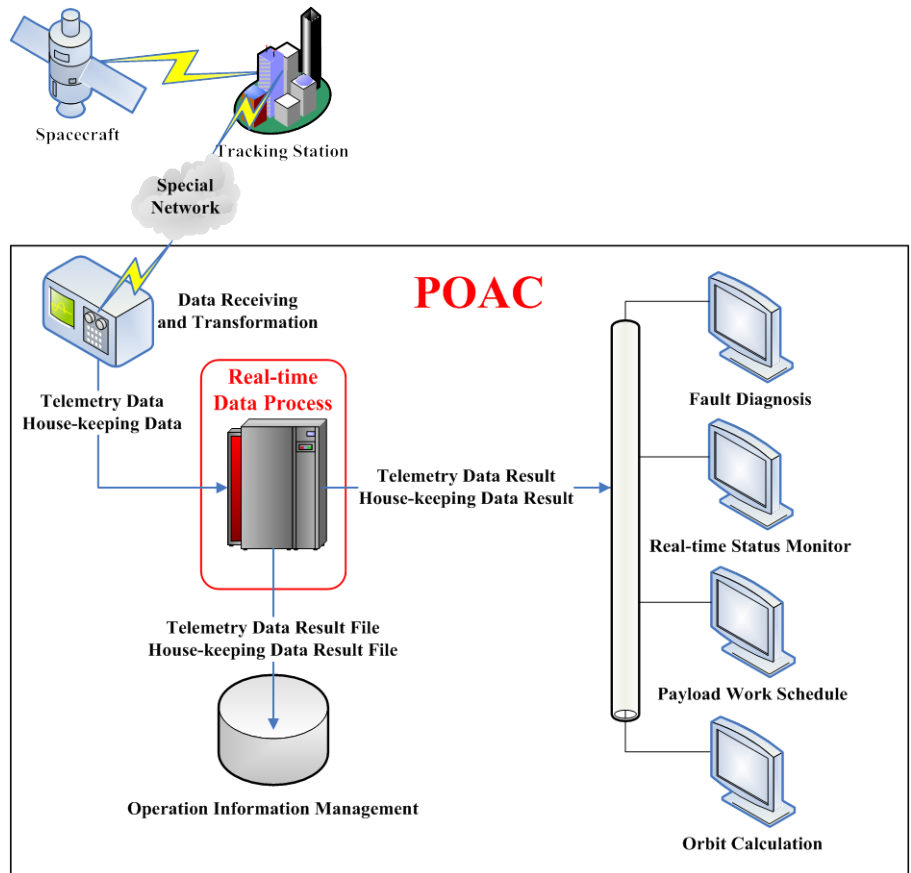 Spacecraft
Tracking Station
Special
Network
POAC
Data Receiving
and Transformation
Telemetry Data
House-keeping Data
Real-time
Data Process
Telemetry Data Result
House-keeping Data Result
Telemetry Data Result File
House-keeping Data Result File
Operation Information Management
Fault Diagnosis
Real-time Status Monitor
Payload Work Schedule
Orbit Calculation